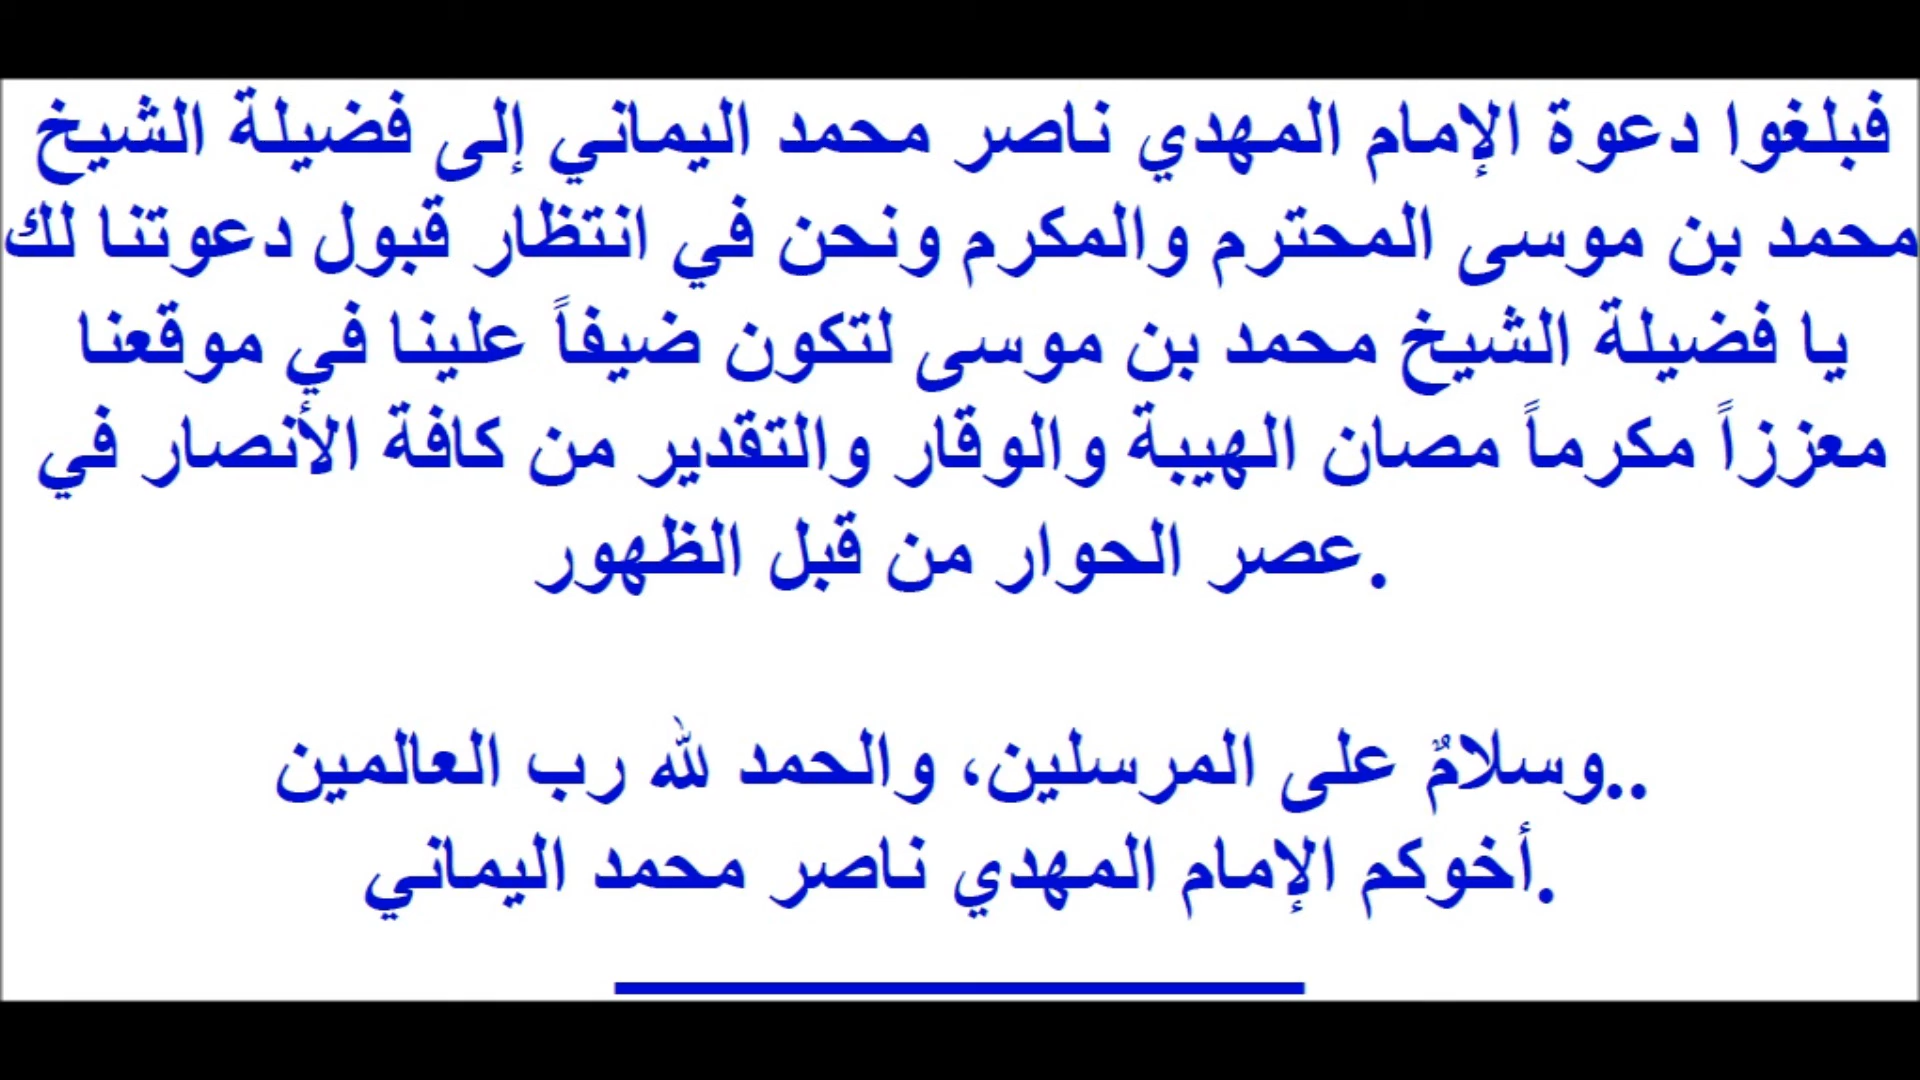 فبلغوا دعوة الإمام المهدي ناصر محمد اليماني إلى فضيلة الشيخ
محمد بن موسى المحترم والمكرم ونحن في انتظار قبول دعوتنا لك
يا فضيلة الشيخ محمد بن موسى لتكون ضيفاً علينا في موقعنا
معززاً مكرماً مصان الهيبة والوقار والتقدير من كافة الأنصار في
.عصر الحوار من قبل الظهور
..وسلامٌ على المرسلين، والحمد لله رب العالمين
.أخوكم الإمام المهدي ناصر محمد اليماني